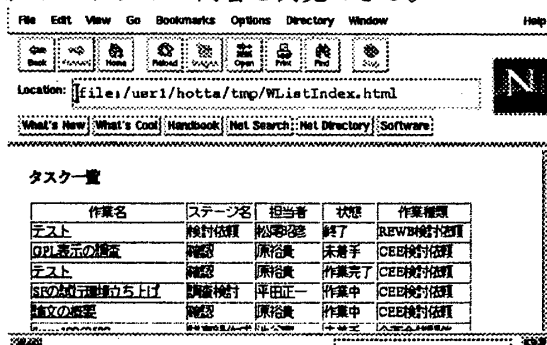 File Edit View Go Bookmarks Options Directory Window Help
Back Home Reload Open Print Find Stop
Location: file:/usr1/hotta/tmp/WListIndex.html
What's New What's Cool Handbook Net Search Net Directory Software
N
タスク一覧
作業名 ステージ名 担当者 状態 作業種類
テスト 検討依頼 終了 REWB検討依頼
GPL表示の調査 確認 原裕貴 未着手 CEE検討依頼
テスト 確認 原裕貴 作業完了 CEE検討依頼
SPの試行環境立ち上げ 調査検討 平田正一 作業中 CEE検討依頼
論文の概要 確認 原裕貴 作業中 CEE検討依頼